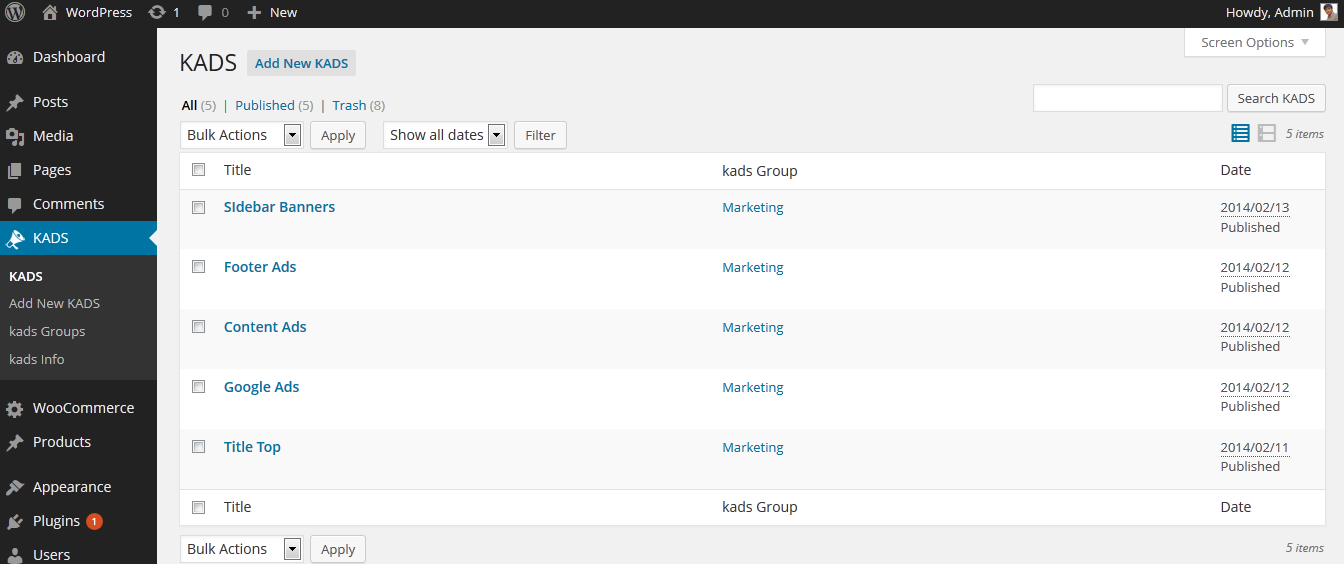 WordPress 1 0 New Howdy, Admin
Screen Options
Dashboard
Posts
Media
Pages
Comments
KADS
KADS
Add New KADS
kads Groups
kads Info
WooCommerce
Products
Appearance
Plugins 1
Users
KADS Add New KADS
All (5) | Published (5) | Trash (8)
Search KADS
Bulk Actions Apply Show all dates Filter 5 items
Title kads Group Date
SIdebar Banners Marketing 2014/02/13
Published
Footer Ads Marketing 2014/02/12
Published
Content Ads Marketing 2014/02/12
Published
Google Ads Marketing 2014/02/12
Published
Title Top Marketing 2014/02/11
Published
Title kads Group Date
Bulk Actions Apply 5 items